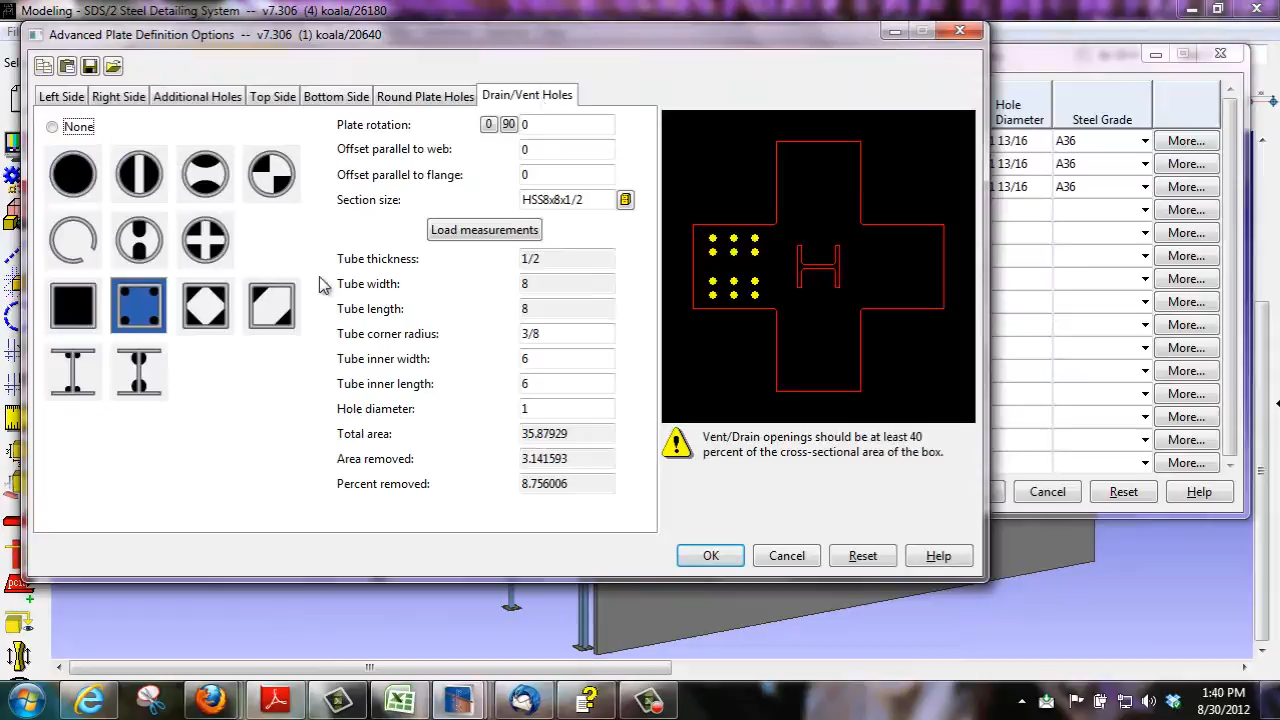 Modeling - SDS/2 Steel Detailing System -- v7.306 (4) koala/26180
Advanced Plate Definition Options -- v7.306 (1) koala/20640
Left Side Right Side Additional Holes Top Side Bottom Side Round Plate Holes Drain/Vent Holes
None
Plate rotation: 0 90 0
Offset parallel to web: 0
Offset parallel to flange: 0
Section size: HSS8x8x1/2
Load measurements
Tube thickness: 1/2
Tube width: 8
Tube length: 8
Tube corner radius: 3/8
Tube inner width: 6
Tube inner length: 6
Hole diameter: 1
Total area: 35.87929
Area removed: 3.141593
Percent removed: 8.756006
Vent/Drain openings should be at least 40
percent of the cross-sectional area of the box.
OK Cancel Reset Help
Hole
Diameter Steel Grade
13/16 A36 More...
13/16 A36 More...
13/16 A36 More...
More...
More...
More...
More...
More...
More...
More...
More...
More...
More...
More...
More...
Cancel Reset Help
1:40 PM
8/30/2012